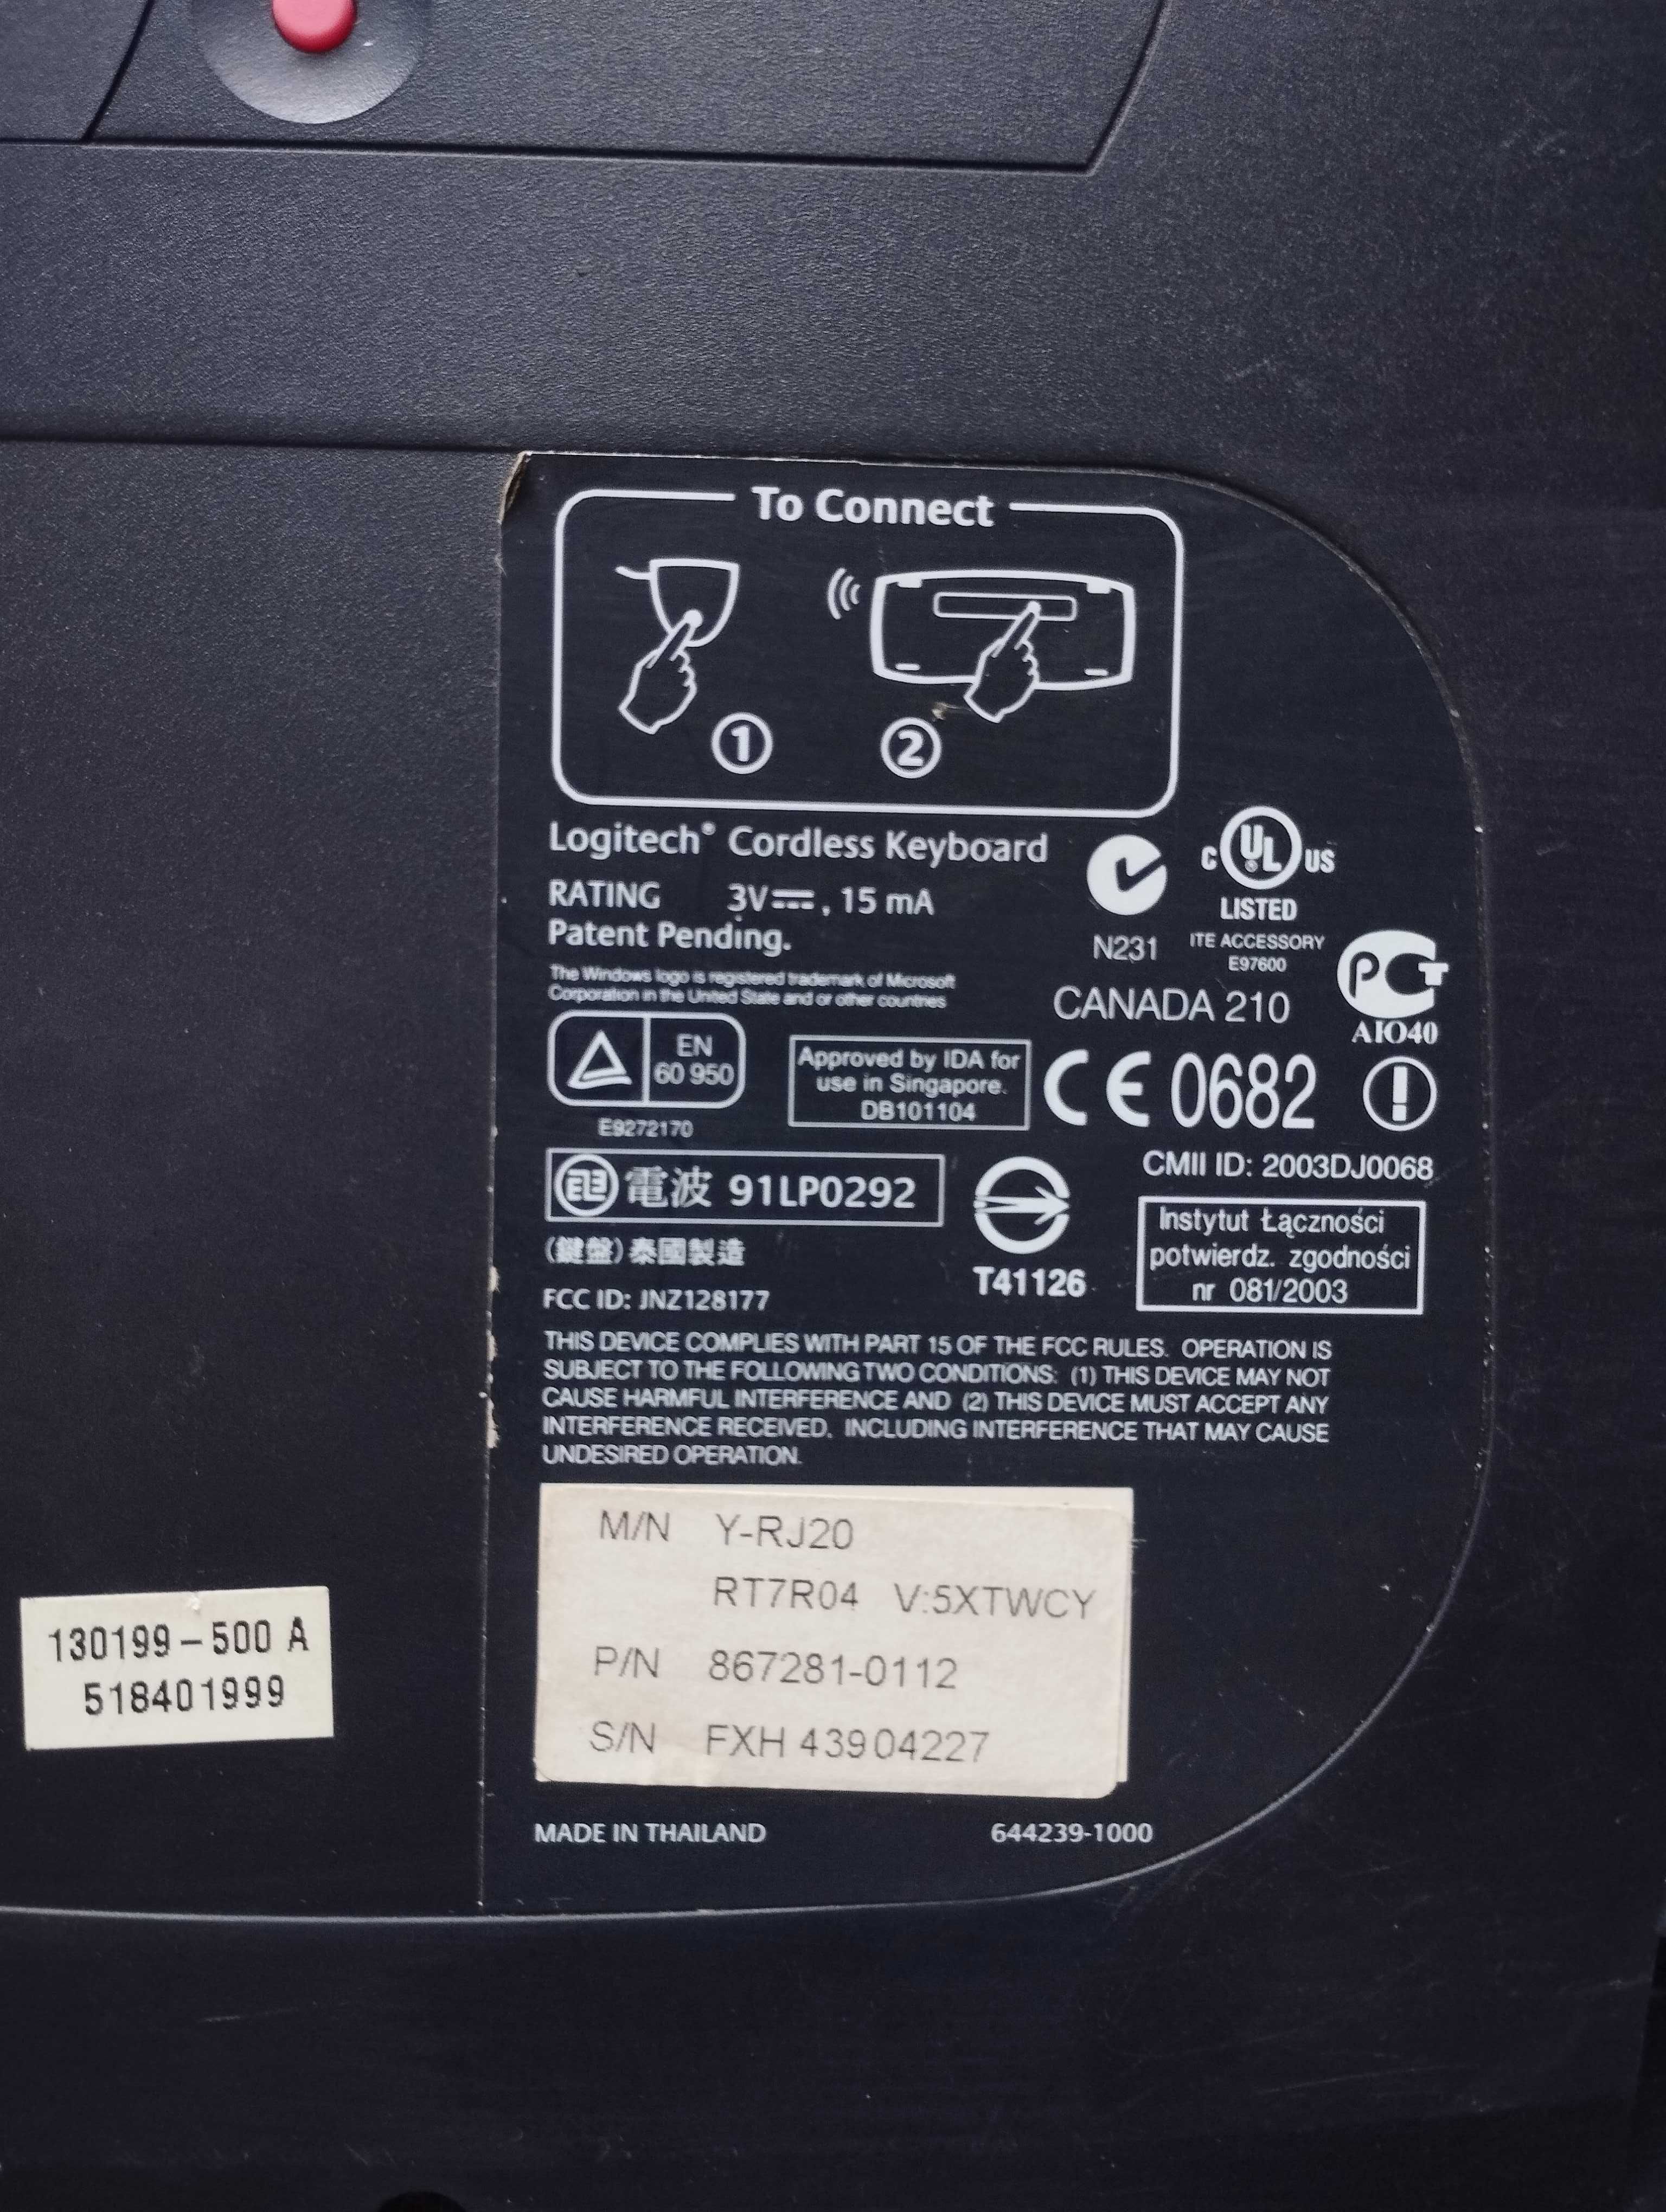 To Connect
1 2
Logitech® Cordless Keyboard
RATING 3V⎓, 15 mA
Patent Pending.
The Windows logo is registered trademark of Microsoft
Corporation in the United State and or other countries
N231
C UL US
LISTED
ITE ACCESSORY
E97600
CANADA 210
PCT
AIO40
EN
60 950
E9272170
Approved by IDA for
use in Singapore.
DB101104
CE 0682
CMII ID: 2003DJ0068
電波 91LP0292
(鍵盤)泰國製造
T41126
Instytut Łączności
potwierdz. zgodności
nr 081/2003
FCC ID: JNZ128177
THIS DEVICE COMPLIES WITH PART 15 OF THE FCC RULES. OPERATION IS
SUBJECT TO THE FOLLOWING TWO CONDITIONS: (1) THIS DEVICE MAY NOT
CAUSE HARMFUL INTERFERENCE AND (2) THIS DEVICE MUST ACCEPT ANY
INTERFERENCE RECEIVED, INCLUDING INTERFERENCE THAT MAY CAUSE
UNDESIRED OPERATION.
M/N Y-RJ20
RT7R04 V:5XTWCY
P/N 867281-0112
S/N FXH 43904227
130199-500 A
518401999
MADE IN THAILAND 644239-1000